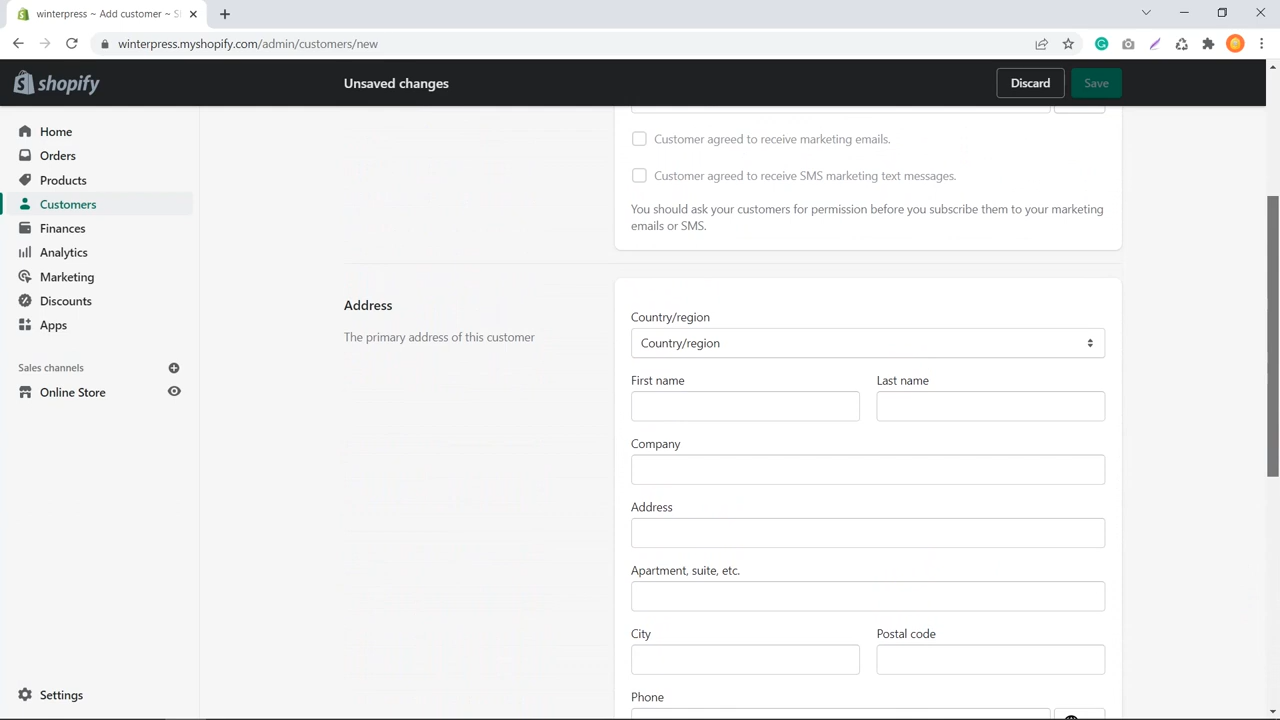 winterpress ~ Add customer ~ S
winterpress.myshopify.com/admin/customers/new
shopify
Unsaved changes
Discard
Save
Home
Orders
Products
Customers
Finances
Analytics
Marketing
Discounts
Apps
Sales channels
Online Store
Settings
Customer agreed to receive marketing emails.
Customer agreed to receive SMS marketing text messages.
You should ask your customers for permission before you subscribe them to your marketing
emails or SMS.
Address
The primary address of this customer
Country/region
Country/region
First name
Last name
Company
Address
Apartment, suite, etc.
City
Postal code
Phone